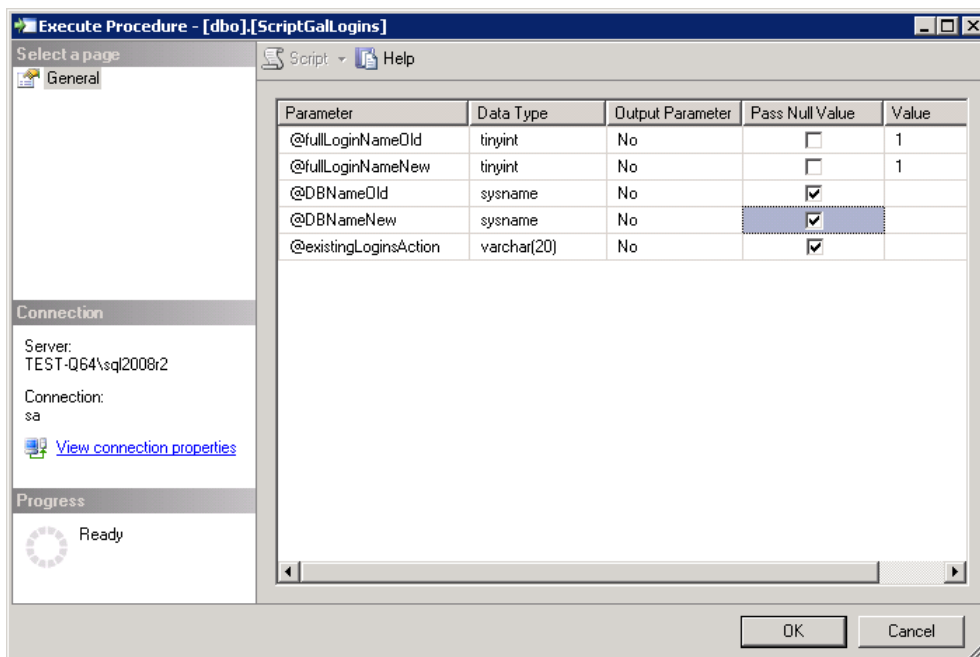 Execute Procedure - [dbo].[ScriptGalLogins]
Select a page
General
Script Help
Parameter Data Type Output Parameter Pass Null Value Value
@fullLoginNameOld tinyint No 1
@fullLoginNameNew tinyint No 1
@DBNameOld sysname No
@DBNameNew sysname No
@existingLoginsAction varchar(20) No
Connection
Server:
TEST-Q64\sql2008r2
Connection:
sa
View connection properties
Progress
Ready
OK Cancel